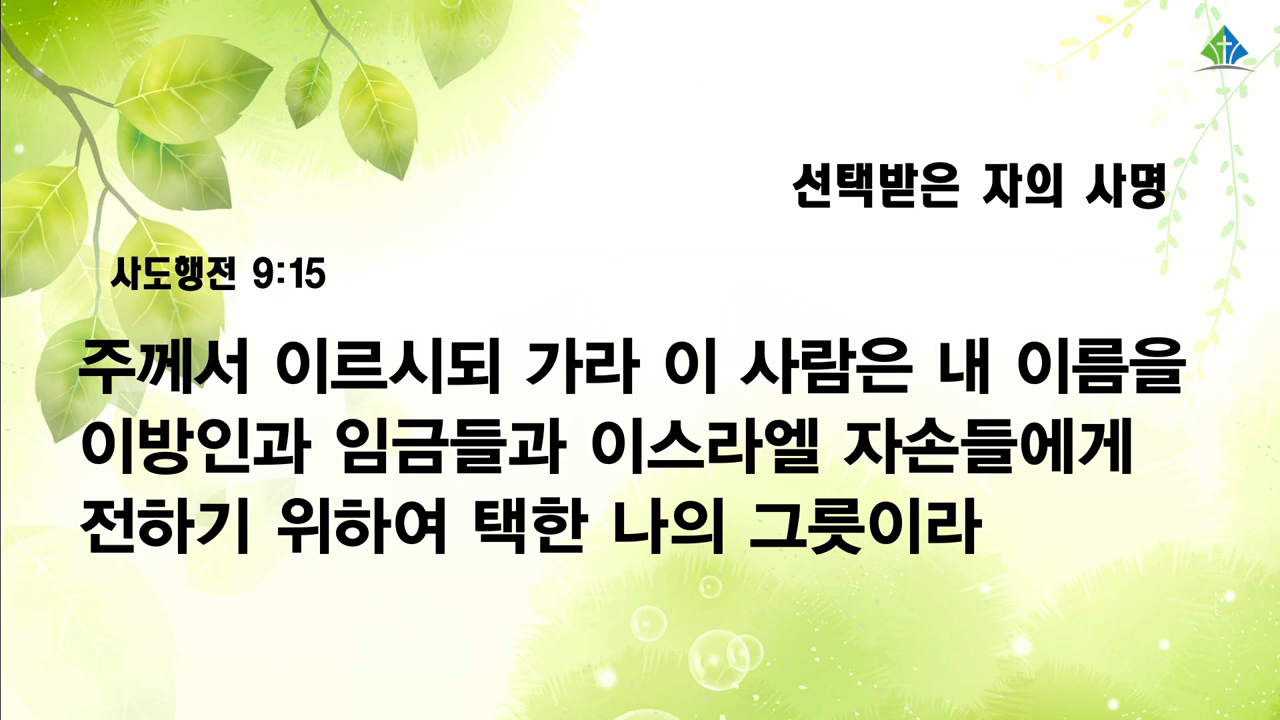 선택받은 자의 사명
사도행전 9:15
주께서 이르시되 가라 이 사람은 내 이름을
이방인과 임금들과 이스라엘 자손들에게
전하기 위하여 택한 나의 그릇이라